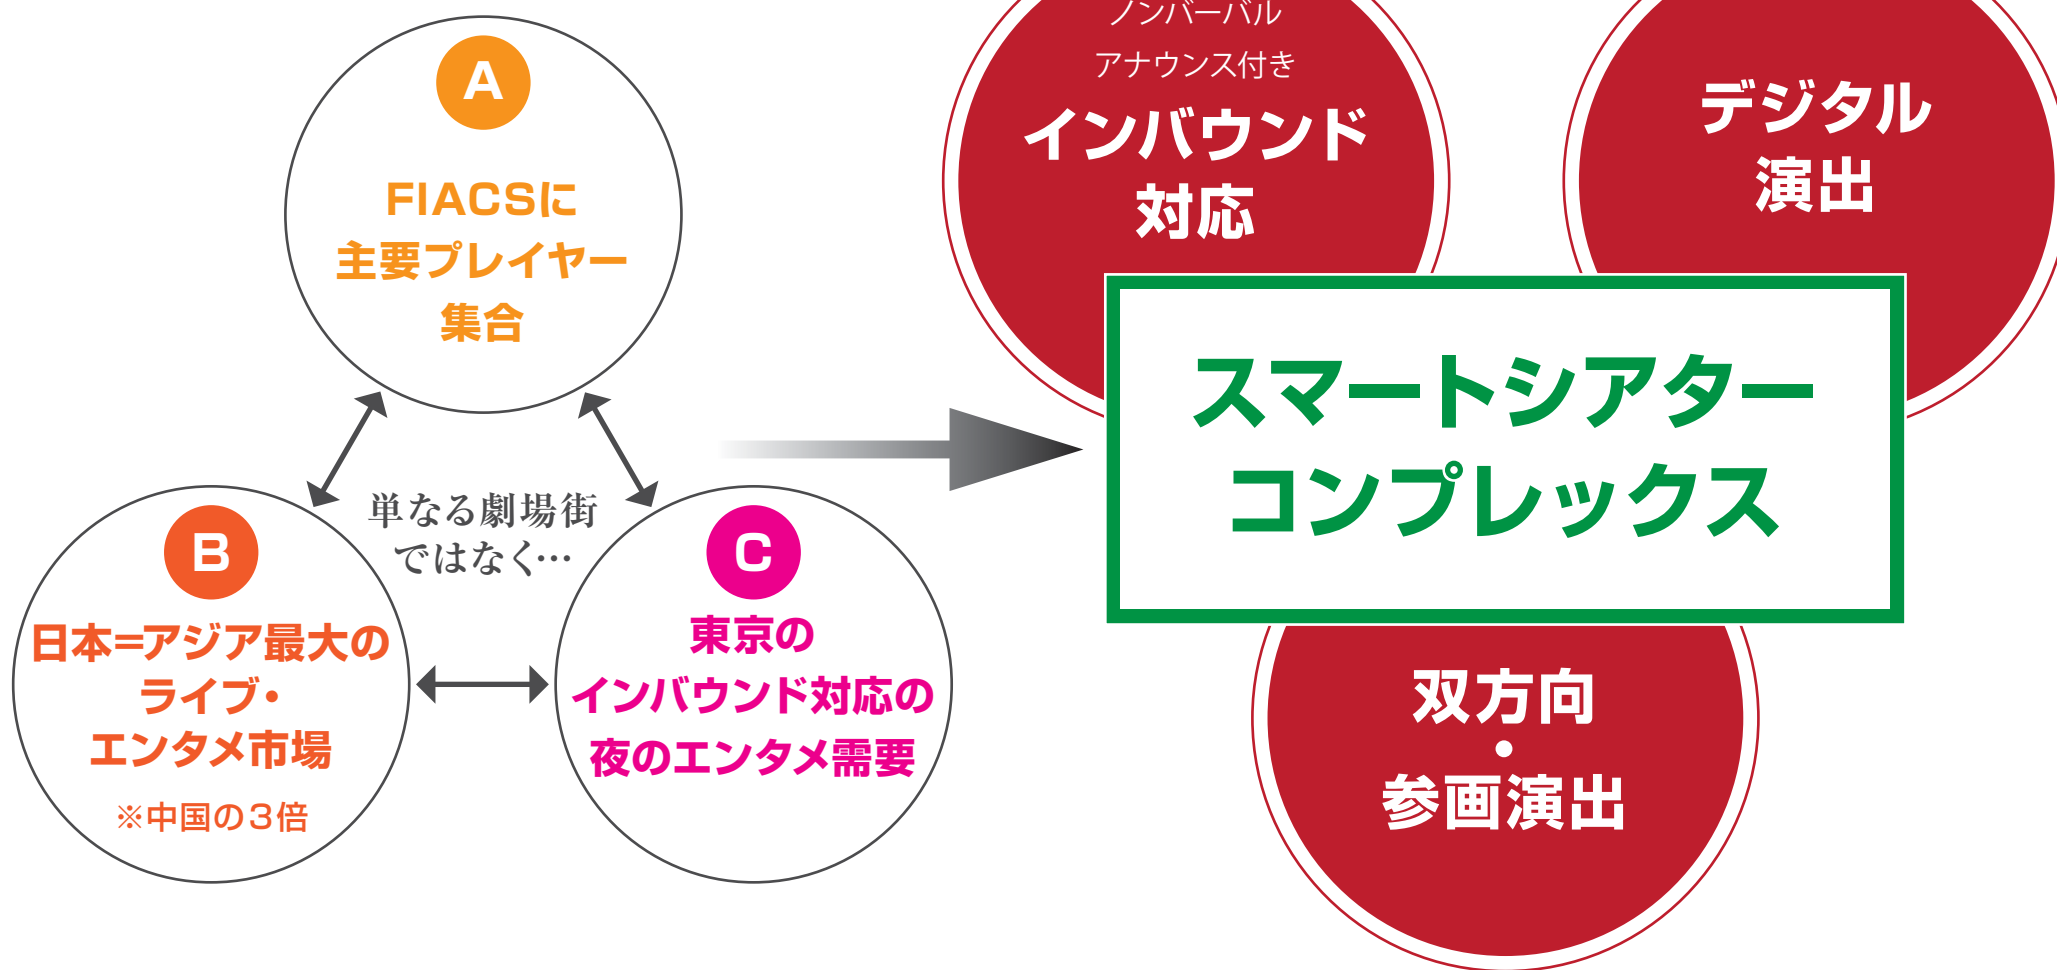 A
FIACSに
主要プレイヤー
集合
B
日本=アジア最大の
ライブ・
エンタメ市場
※中国の3倍
C
東京の
インバウンド対応の
夜のエンタメ需要
単なる劇場街
ではなく…
ノンバーバル
アナウンス付き
インバウンド
対応
デジタル
演出
スマートシアター
コンプレックス
双方向
・
参画演出